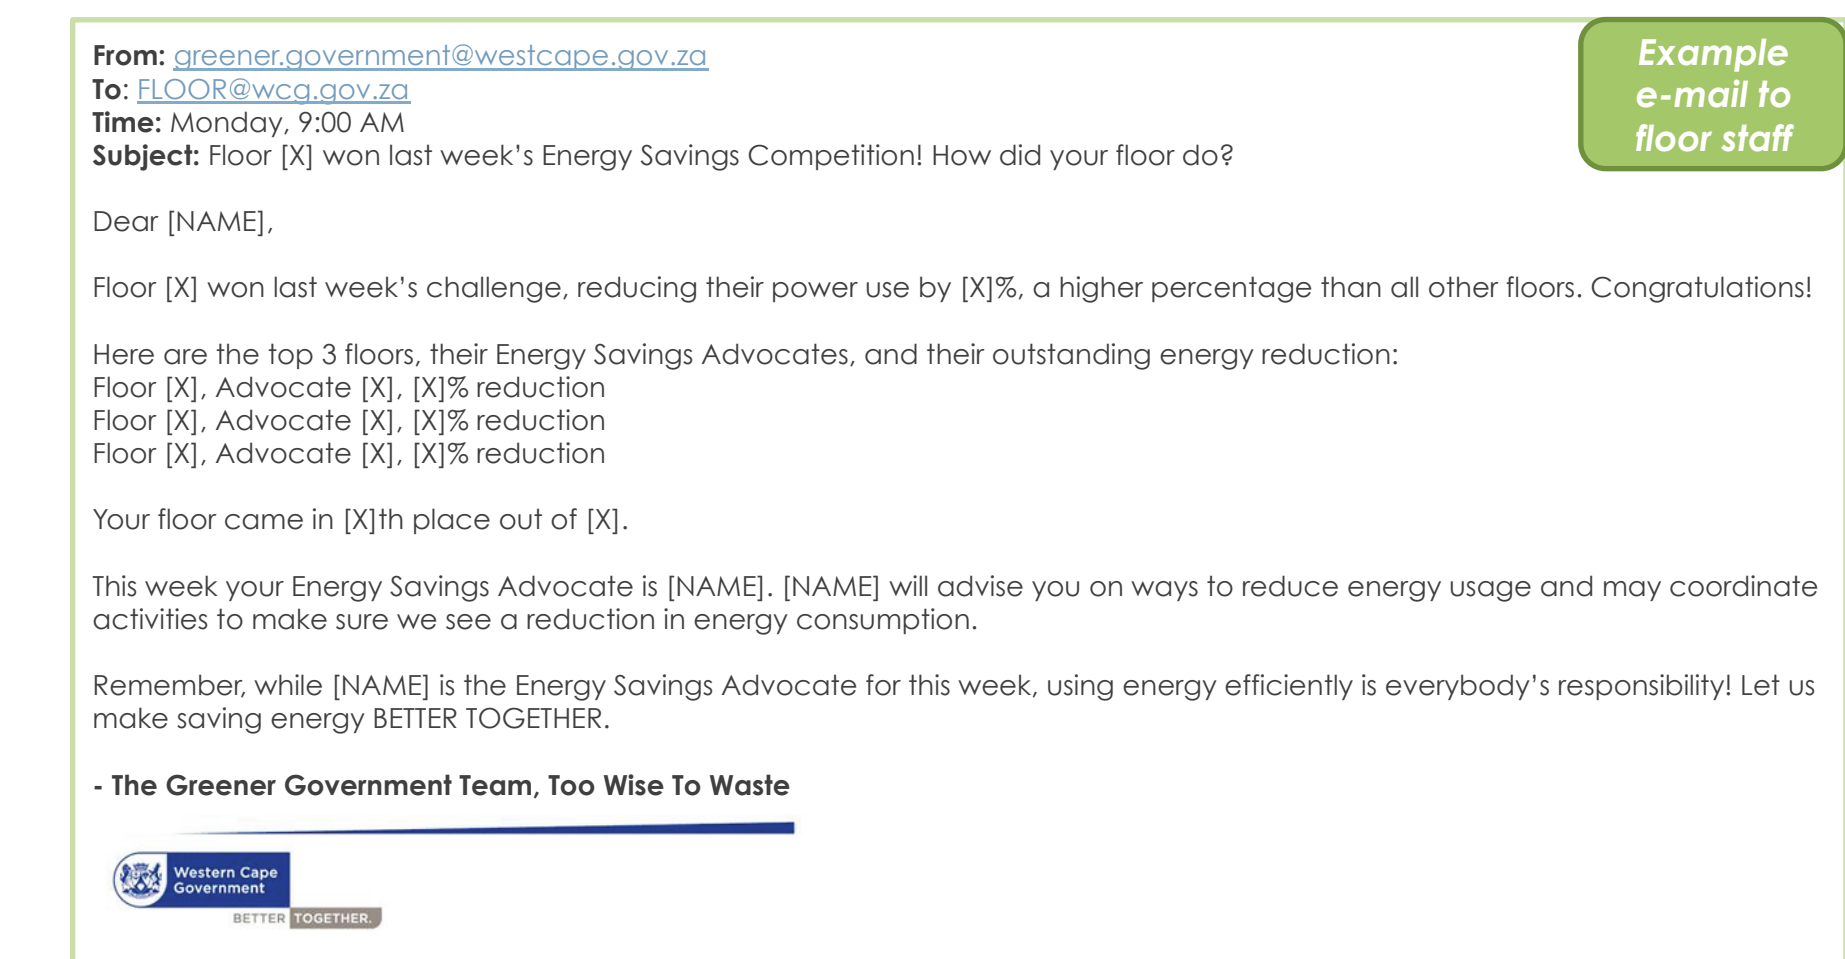 From: greener.government@westcape.gov.za
To: FLOOR@wcg.gov.za
Time: Monday, 9:00 AM
Subject: Floor [X] won last week’s Energy Savings Competition! How did your floor do?
Example
e-mail to
floor staff
Dear [NAME],
Floor [X] won last week’s challenge, reducing their power use by [X]%, a higher percentage than all other floors. Congratulations!
Here are the top 3 floors, their Energy Savings Advocates, and their outstanding energy reduction:
Floor [X], Advocate [X], [X]% reduction
Floor [X], Advocate [X], [X]% reduction
Floor [X], Advocate [X], [X]% reduction
Your floor came in [X]th place out of [X].
This week your Energy Savings Advocate is [NAME]. [NAME] will advise you on ways to reduce energy usage and may coordinate
activities to make sure we see a reduction in energy consumption.
Remember, while [NAME] is the Energy Savings Advocate for this week, using energy efficiently is everybody’s responsibility! Let us
make saving energy BETTER TOGETHER.
- The Greener Government Team, Too Wise To Waste
Western Cape
Government
BETTER TOGETHER.